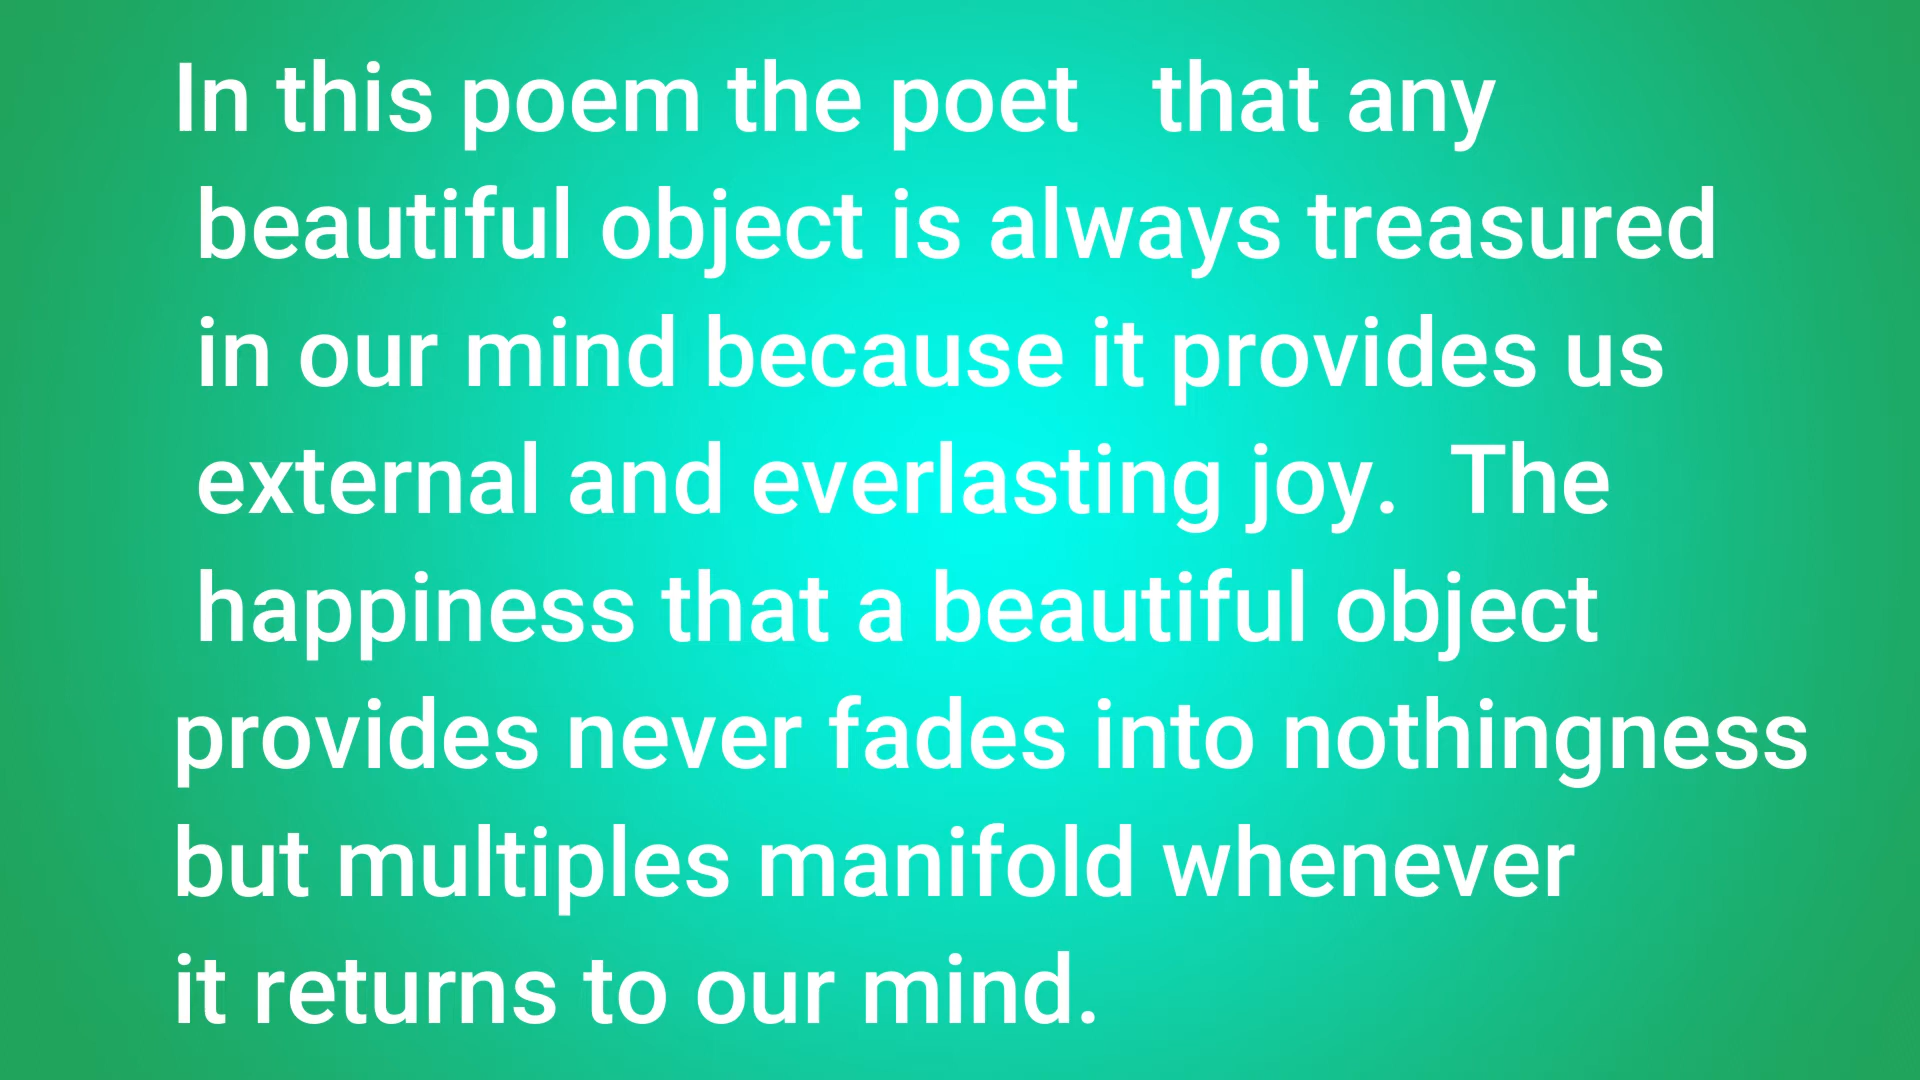 In this poem the poet that any
beautiful object is always treasured
in our mind because it provides us
external and everlasting joy. The
happiness that a beautiful object
provides never fades into nothingness
but multiples manifold whenever
it returns to our mind.